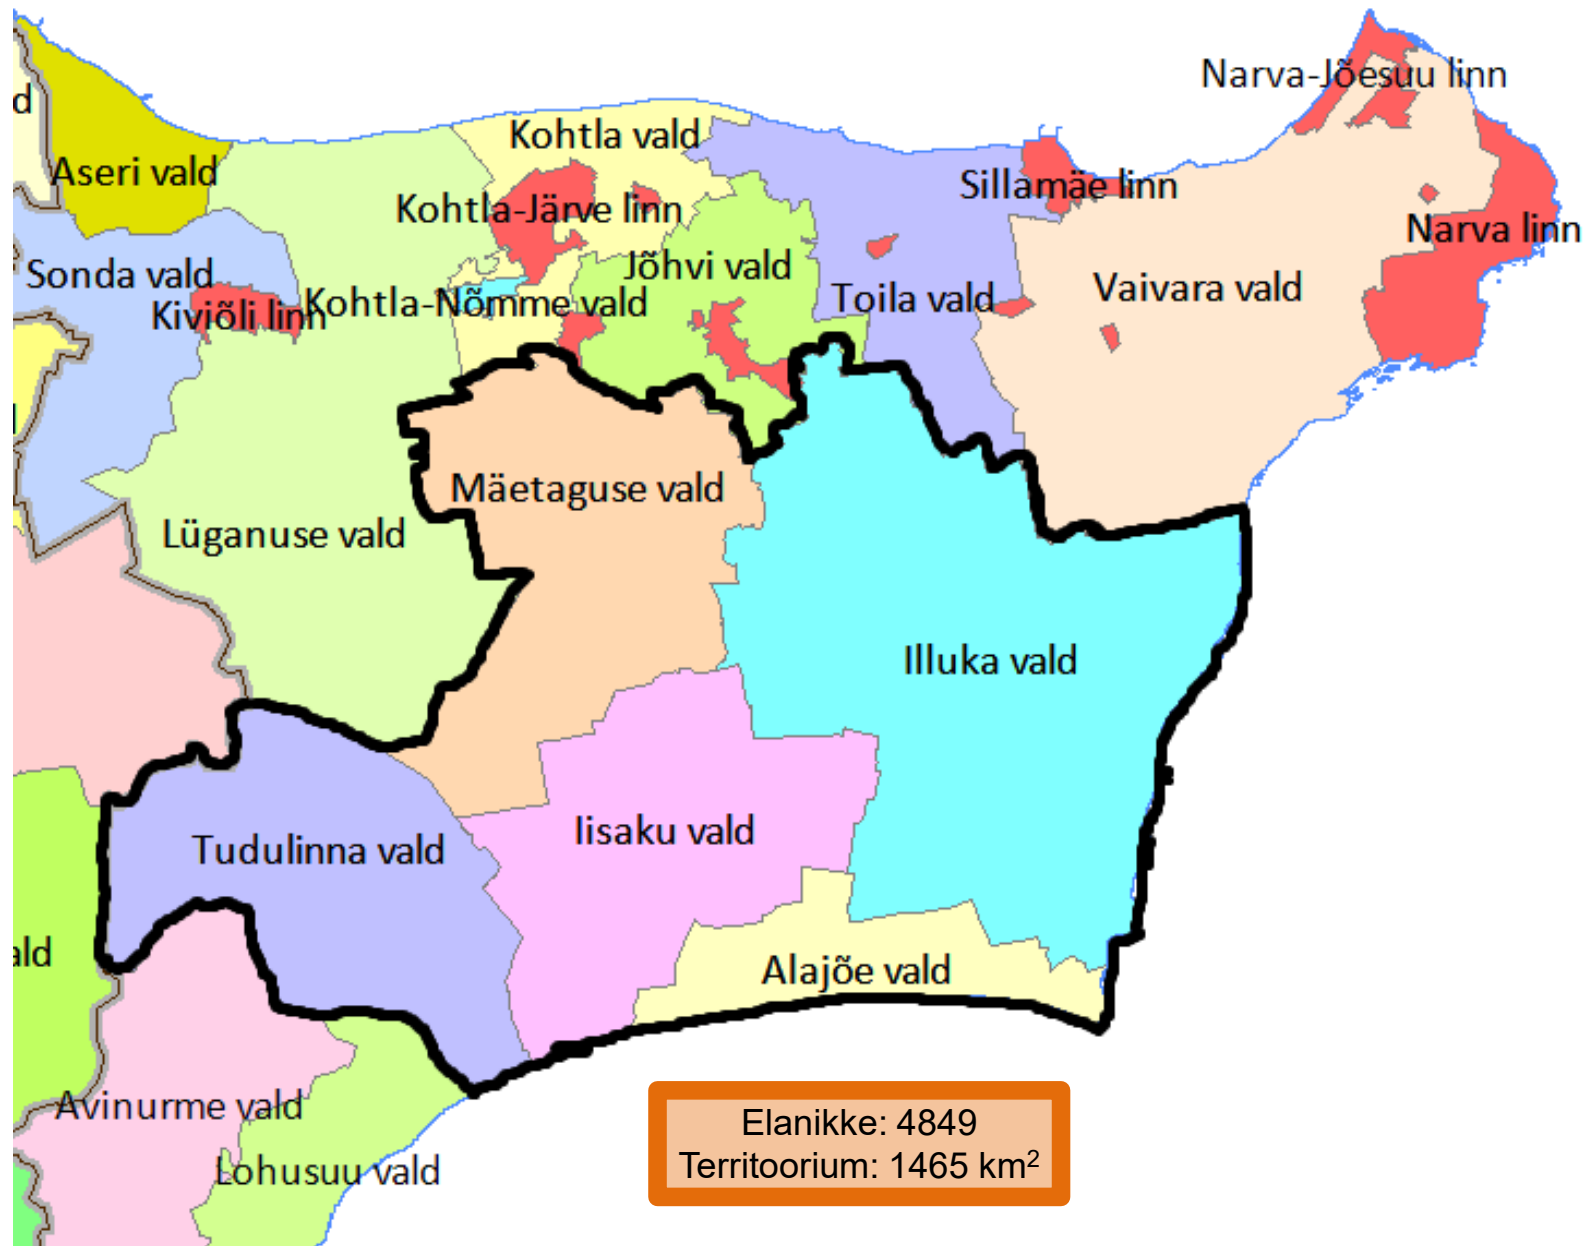 Narva-Jõesuu linn
d
Kohtla vald
Aseri vald
Sillamäe linn
Kohtla-Järve linn
Narva linn
Sonda vald
Jõhvi vald
Vaivara vald
Toila vald
Kohtla-Nõmme vald
Kiviõli linn
Mäetaguse vald
Lüganuse vald
Illuka vald
Iisaku vald
Tudulinna vald
ald
Alajõe vald
Avinurme vald
Lohusuu vald
Elanikke: 4849
Territoorium: 1465 km²